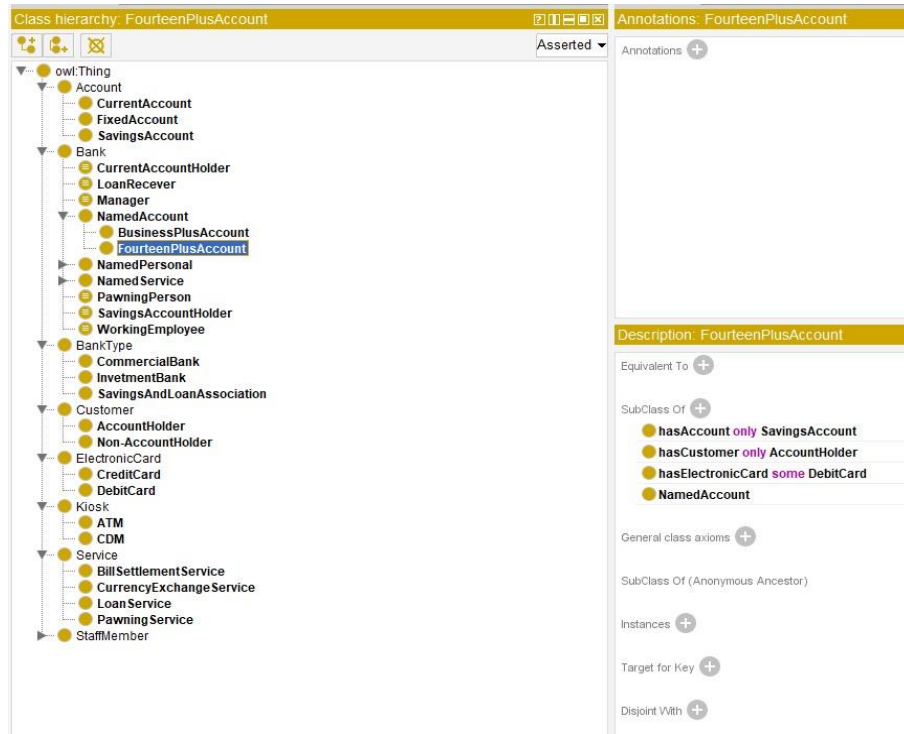 Class hierarchy: FourteenPlusAccount
Asserted
owl:Thing
Account
CurrentAccount
FixedAccount
SavingsAccount
Bank
CurrentAccountHolder
LoanRecever
Manager
NamedAccount
BusinessPlusAccount
FourteenPlusAccount
NamedPersonal
NamedService
PawningPerson
SavingsAccountHolder
WorkingEmployee
BankType
CommercialBank
InvetmentBank
SavingsAndLoanAssociation
Customer
AccountHolder
Non-AccountHolder
ElectronicCard
CreditCard
DebitCard
Kiosk
ATM
CDM
Service
BillSettlementService
CurrencyExchangeService
LoanService
PawningService
StaffMember
Annotations: FourteenPlusAccount
Annotations
Description: FourteenPlusAccount
Equivalent To
SubClass Of
hasAccount only SavingsAccount
hasCustomer only AccountHolder
hasElectronicCard some DebitCard
NamedAccount
General class axioms
SubClass Of (Anonymous Ancestor)
Instances
Target for Key
Disjoint With